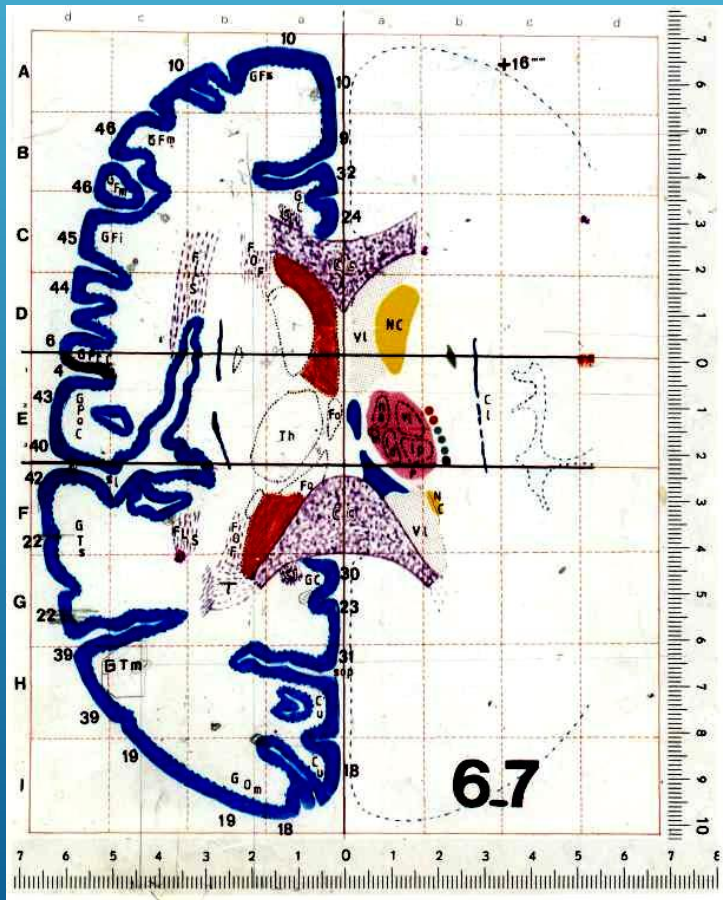 d c b a a b c d
10
A
GFs
+16
10
10
46
9
B
GFm
46
GFm
32
24
45
C
GFi
F L S
F O F
C c
44
D
Vl
NC
6
4
43
GPoC
E
Th
Fo
Cl
40
42
Fo
F
GTs
FLS
FOF
Cc
NC
Vl
22
T
GC
30
G
22
23
39
GTm
31
sop
H
Cu
39
19
Cu
18
I
GOm
6-7
19
18
7 6 5 4 3 2 1 0 1 2 3 4 5 6 7 8
7
6
5
4
3
2
1
0
1
2
3
4
5
6
7
8
9
10